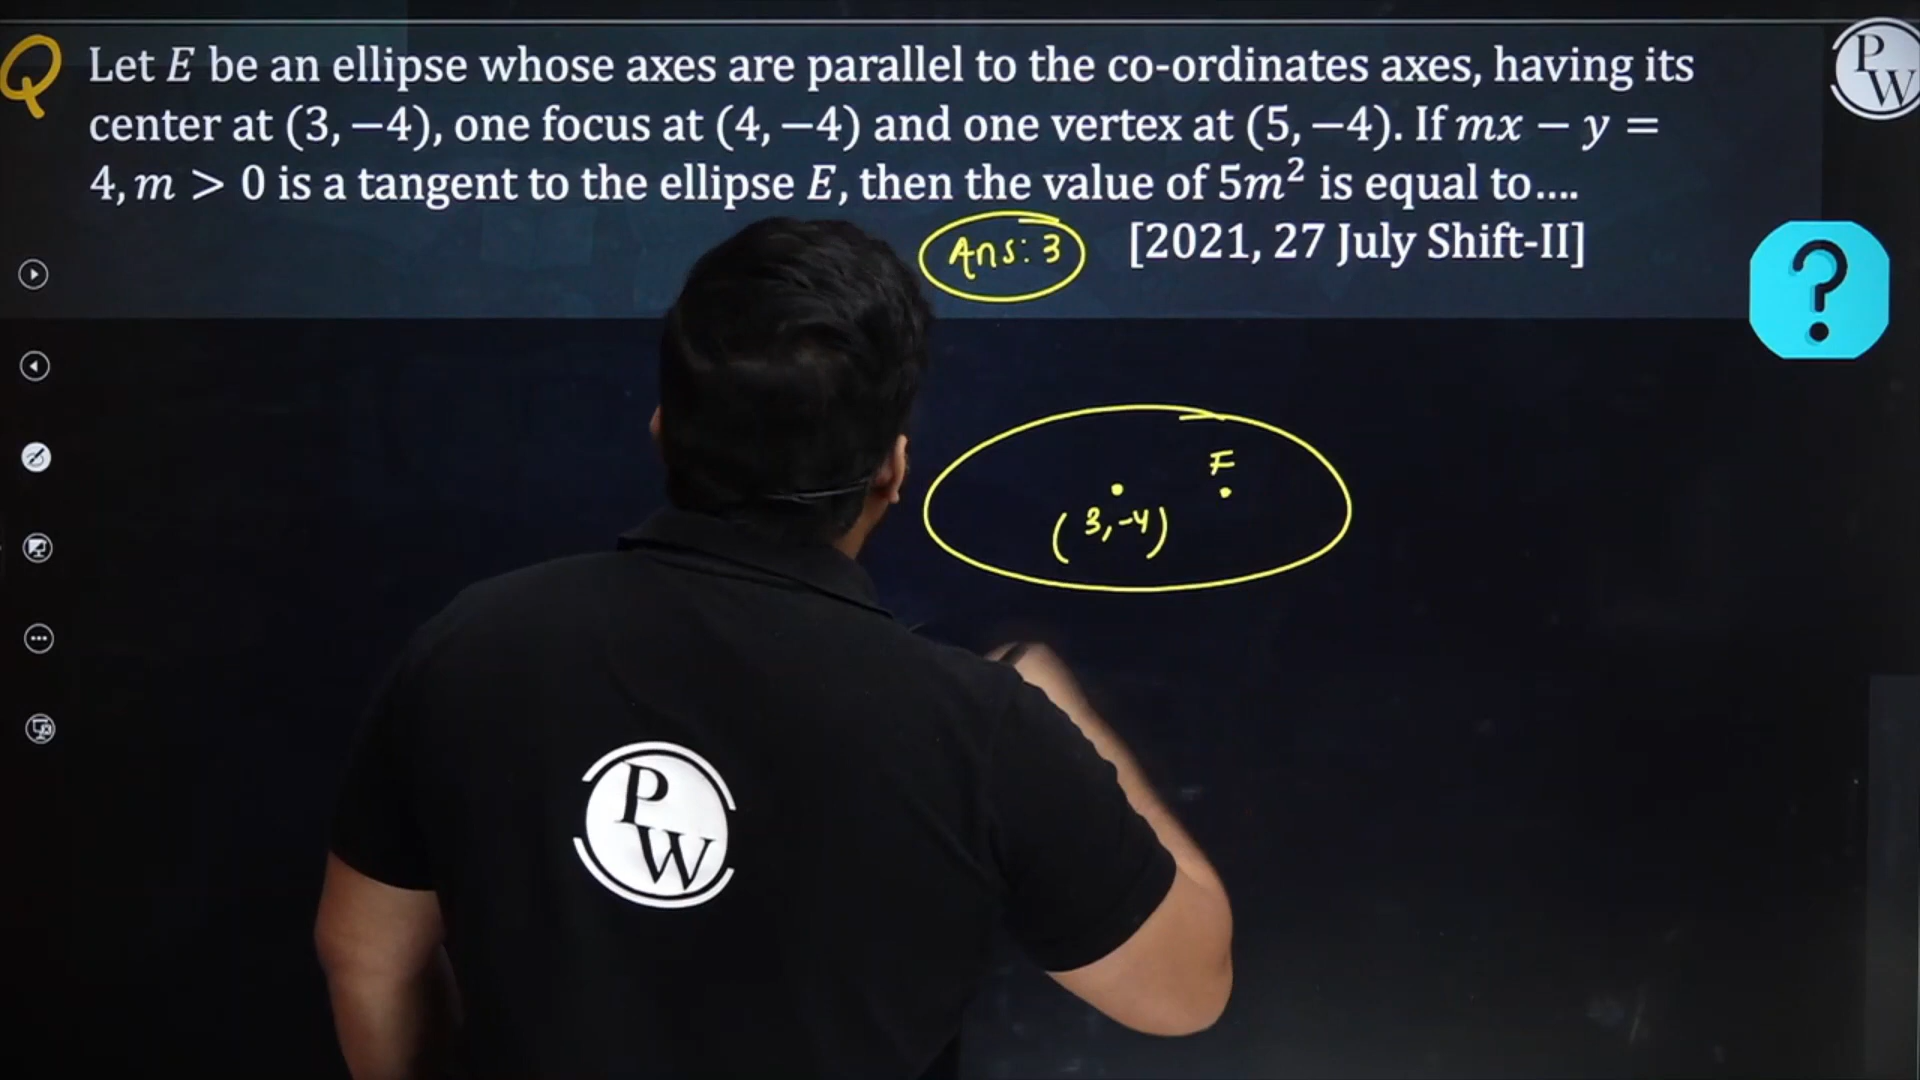 Q Let E be an ellipse whose axes are parallel to the co-ordinates axes, having its
center at (3, −4), one focus at (4, −4) and one vertex at (5, −4). If mx − y =
4, m > 0 is a tangent to the ellipse E, then the value of 5m² is equal to....
Ans: 3 [2021, 27 July Shift-II]
P
W
?
F
(3, -4)
P
W